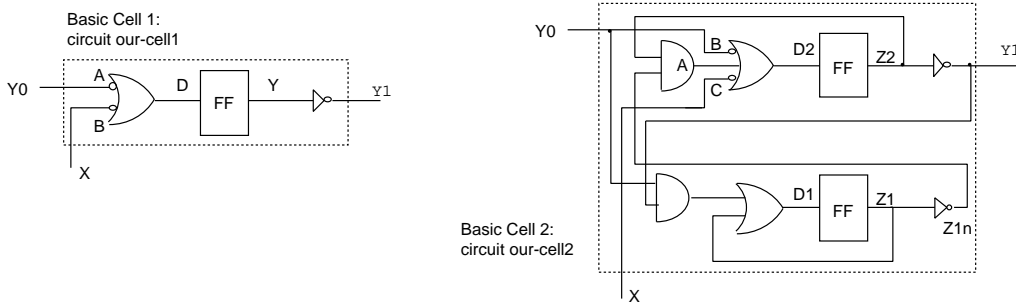 Basic Cell 1:
circuit our-cell1
Y0
A
B
D
FF
Y
Y1
X
Basic Cell 2:
circuit our-cell2
Y0
B
A
C
D2
FF
Z2
Y1
D1
FF
Z1
Z1n
X